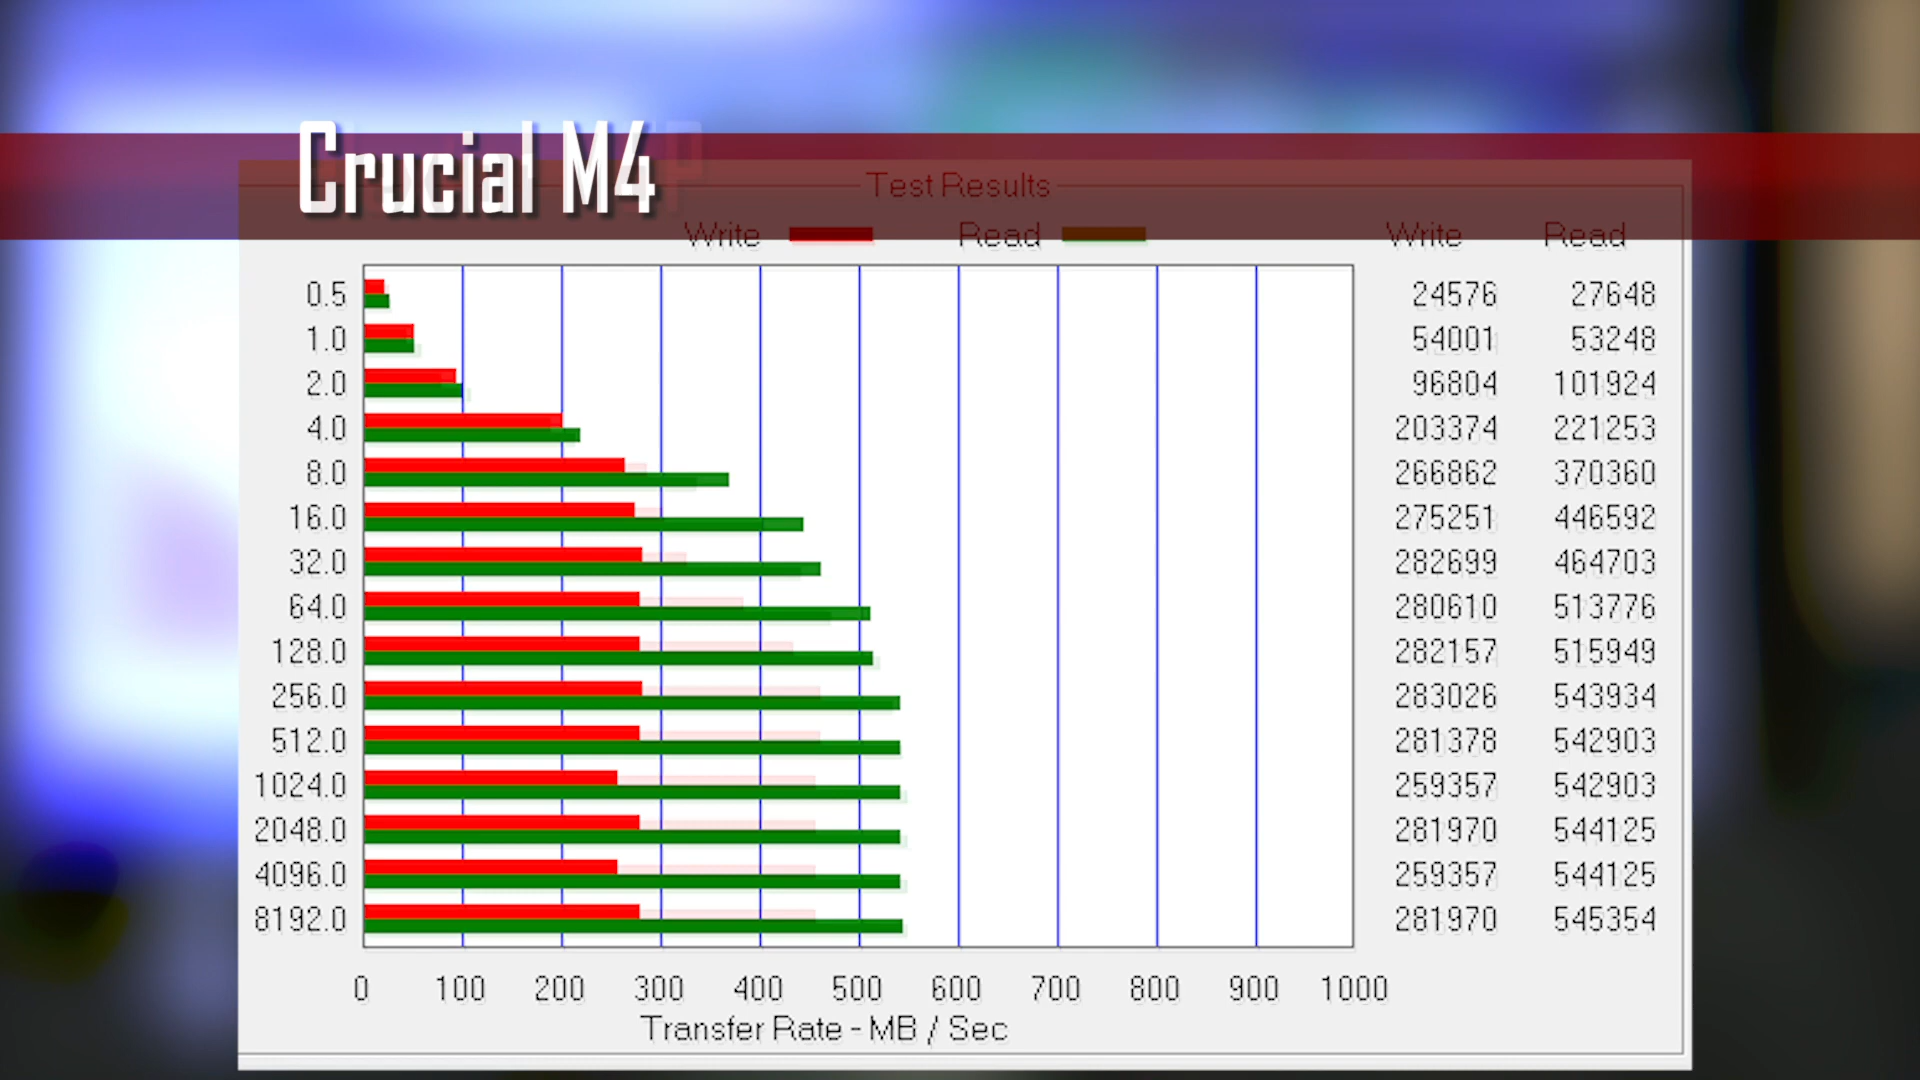 Crucial M4
Test Results
Write Read Write Read
0.5 24576 27648
1.0 54001 53248
2.0 96804 101924
4.0 203374 221253
8.0 266862 370360
16.0 275251 446592
32.0 282699 464703
64.0 280610 513776
128.0 282157 515949
256.0 283026 543934
512.0 281378 542903
1024.0 259357 542903
2048.0 281970 544125
4096.0 259357 544125
8192.0 281970 545354
0 100 200 300 400 500 600 700 800 900 1000
Transfer Rate - MB / Sec